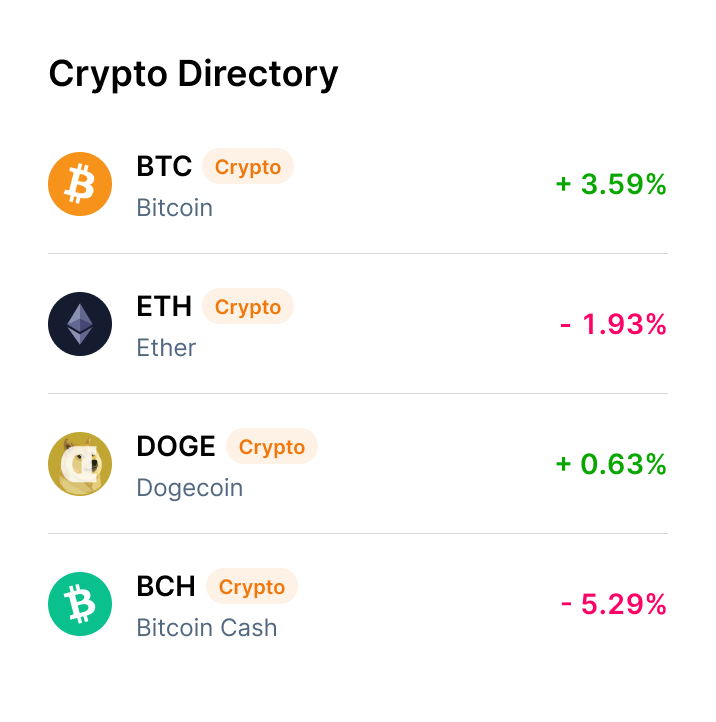 Crypto Directory
BTC Crypto
Bitcoin
+ 3.59%
ETH Crypto
Ether
- 1.93%
DOGE Crypto
Dogecoin
+ 0.63%
BCH Crypto
Bitcoin Cash
- 5.29%